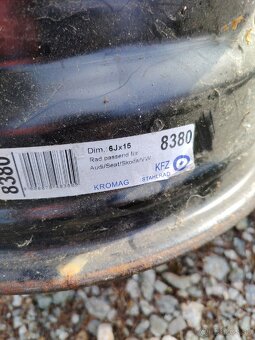 8380
Dim. 6Jx15
Rad passend für
Audi/Seat/Skoda/VW
KROMAG
8380
KFZ
STAHLRAD